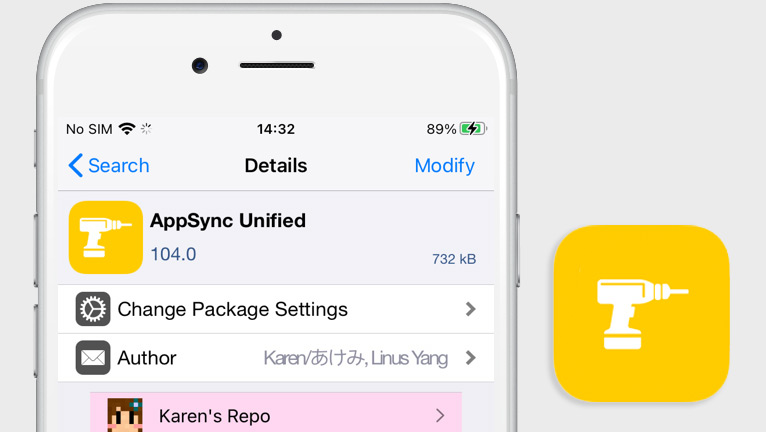 No SIM 14:32 89%
Search Details Modify
AppSync Unified
104.0 732 kB
Change Package Settings
Author Karen/あけみ, Linus Yang
Karen's Repo